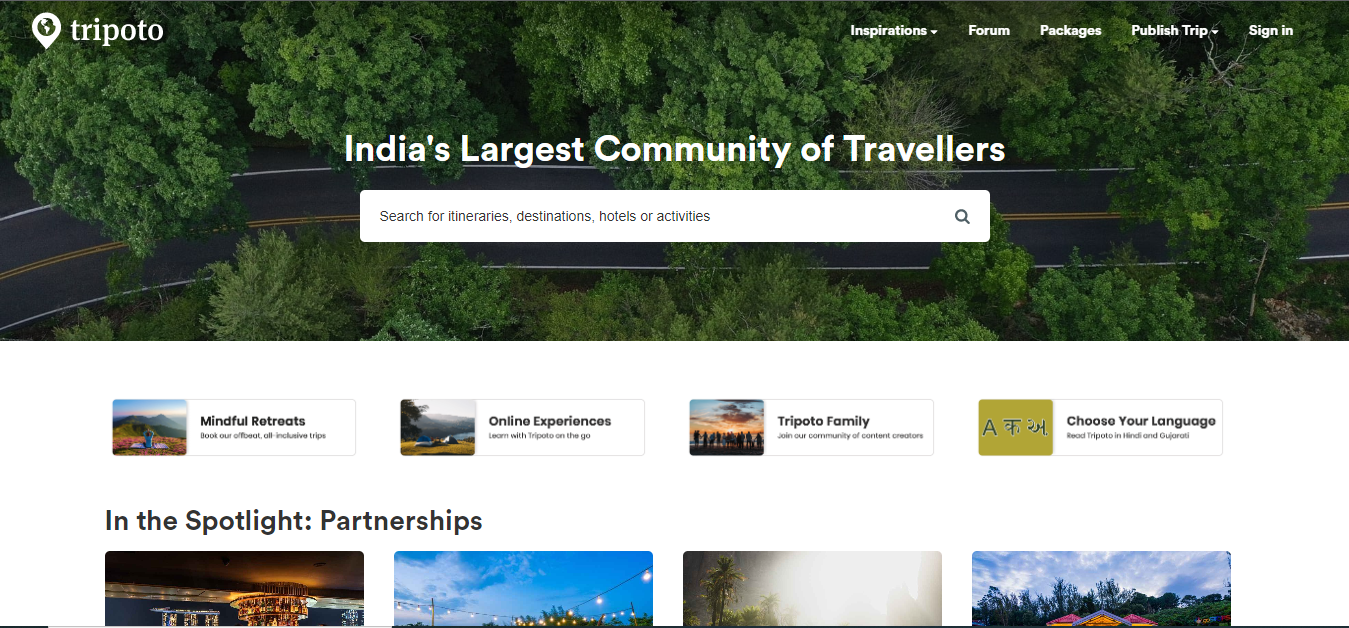 tripoto
Inspirations
Forum
Packages
Publish Trip
Sign in
India's Largest Community of Travellers
Search for itineraries, destinations, hotels or activities
Mindful Retreats
Book our offbeat, all-inclusive trips
Online Experiences
Learn with Tripoto on the go
Tripoto Family
Join our community of content creators
A क અ
Choose Your Language
Read Tripoto in Hindi and Gujarati
In the Spotlight: Partnerships